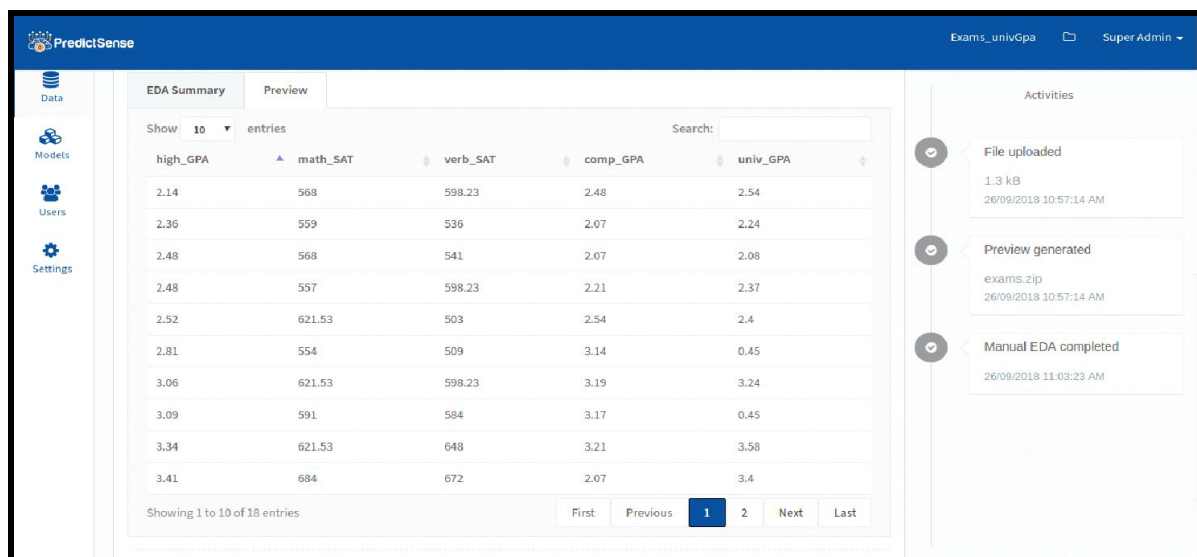 PredictSense
Exams_univGpa Super Admin
Data
Models
Users
Settings
EDA Summary Preview
Show 10 entries Search:
high_GPA math_SAT verb_SAT comp_GPA univ_GPA
2.14 568 598.23 2.48 2.54
2.36 559 536 2.07 2.24
2.48 568 541 2.07 2.08
2.48 557 598.23 2.21 2.37
2.52 621.53 503 2.54 2.4
2.81 554 509 3.14 0.45
3.06 621.53 598.23 3.19 3.24
3.09 591 584 3.17 0.45
3.34 621.53 648 3.21 3.58
3.41 684 672 2.07 3.4
Showing 1 to 10 of 18 entries First Previous 1 2 Next Last
Activities
File uploaded
1.3 kB
26/09/2018 10:57:14 AM
Preview generated
exams.zip
26/09/2018 10:57:14 AM
Manual EDA completed
26/09/2018 11:03:23 AM